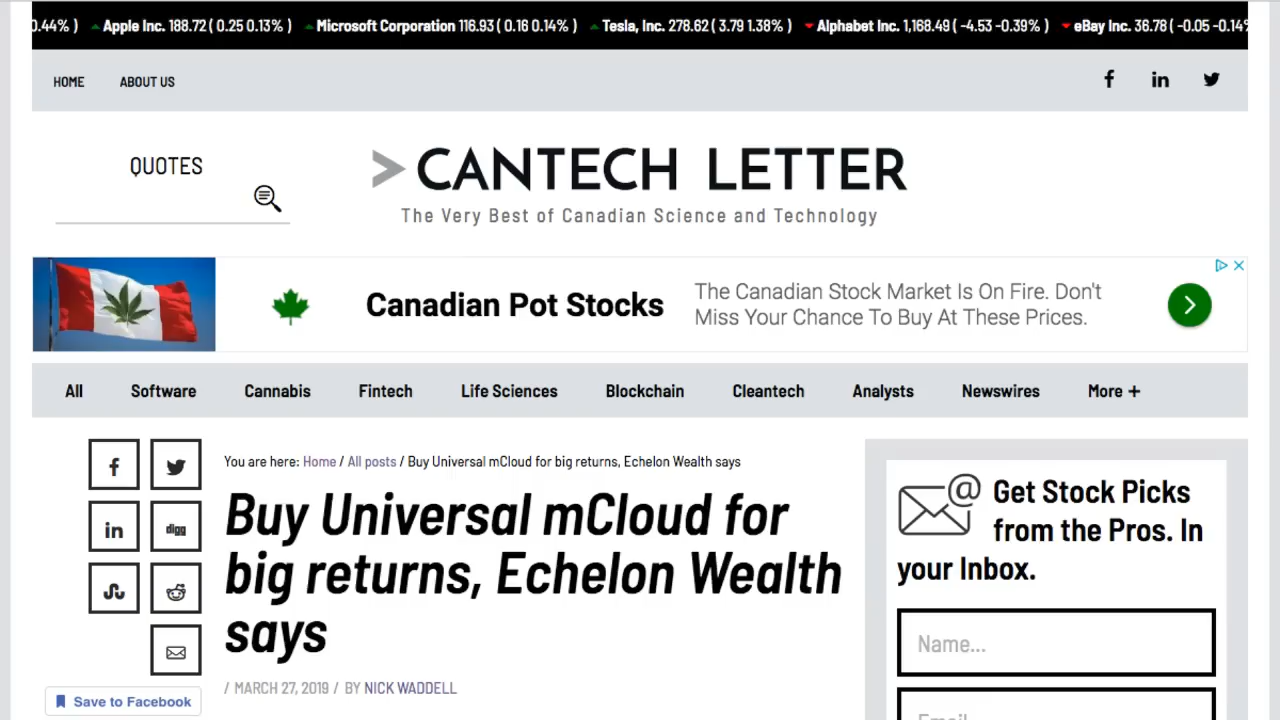 0.44% ) Apple Inc. 188.72 ( 0.25 0.13% ) Microsoft Corporation 116.93 ( 0.16 0.14% ) Tesla, Inc. 278.62 ( 3.79 1.38% ) Alphabet Inc. 1,168.49 ( -4.53 -0.39% ) eBay Inc. 36.78 ( -0.05 -0.14%
HOME ABOUT US
QUOTES
> CANTECH LETTER
The Very Best of Canadian Science and Technology
Canadian Pot Stocks
The Canadian Stock Market Is On Fire. Don't
Miss Your Chance To Buy At These Prices.
All Software Cannabis Fintech Life Sciences Blockchain Cleantech Analysts Newswires More +
You are here: Home / All posts / Buy Universal mCloud for big returns, Echelon Wealth says
Buy Universal mCloud for
big returns, Echelon Wealth
says
/ MARCH 27, 2019 / BY NICK WADDELL
digg
Save to Facebook
Get Stock Picks
from the Pros. In
your Inbox.
Name...
Email